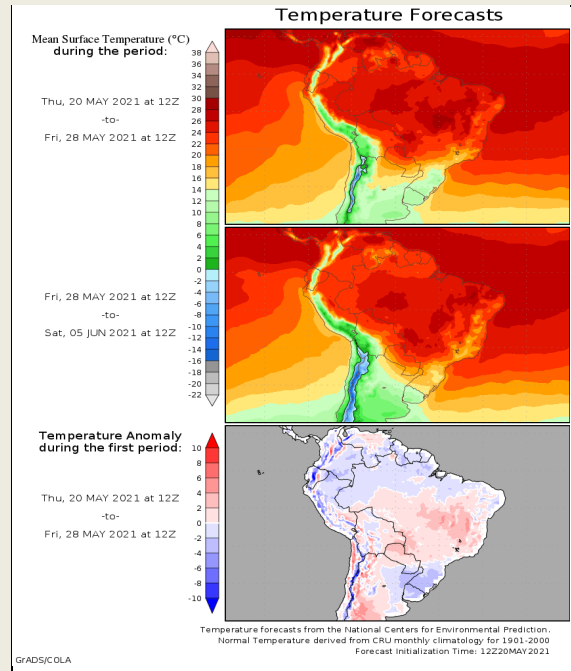 Temperature Forecasts
Mean Surface Temperature (°C)
during the period:
Thu, 20 MAY 2021 at 12Z
-to-
Fri, 28 MAY 2021 at 12Z
38
36
34
32
30
28
26
24
22
20
18
16
14
12
10
8
6
4
2
0
-2
-4
-6
-8
-10
-12
-14
-16
-18
-20
-22
Fri, 28 MAY 2021 at 12Z
-to-
Sat, 05 JUN 2021 at 12Z
Temperature Anomaly
during the first period:
Thu, 20 MAY 2021 at 12Z
-to-
Fri, 28 MAY 2021 at 12Z
10
8
6
4
2
0
-2
-4
-6
-8
-10
Temperature forecasts from the National Centers for Environmental Prediction.
Normal Temperature derived from CRU monthly climatology for 1901-2000
Forecast Initialization Time: 12Z20MAY2021
GrADS/COLA